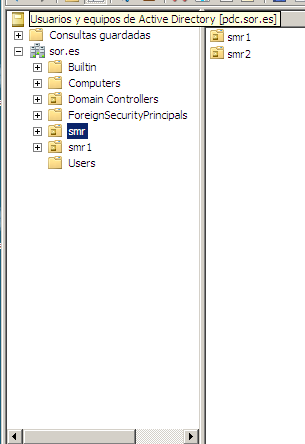 Usuarios y equipos de Active Directory [pdc.sor.es]
Consultas guardadas
sor.es
Builtin
Computers
Domain Controllers
ForeignSecurityPrincipals
smr
smr1
Users
smr1
smr2